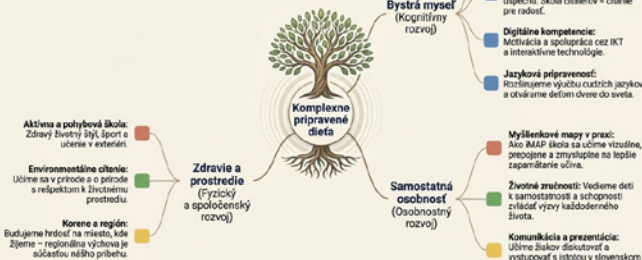 úspechu. Škola čitateľov – čítanie
pre radosť.
Bystrá myseľ
(Kognitívny
rozvoj)
Digitálne kompetencie:
Motivácia a spolupráca cez IKT
a interaktívne technológie.
Jazyková pripravenosť:
Rozširujeme výučbu cudzích jazykov
a otvárame deťom dvere do sveta.
Komplexne
pripravené
dieťa
Aktívna a pohybová škola:
Zdravý životný štýl, šport a
učenie v exteriéri.
Environmentálne cítenie:
Učíme sa v prírode a o prírode
s rešpektom k životnému
prostrediu.
Korene a región:
Budujeme hrdosť na miesto, kde
žijeme – regionálna výchova je
súčasťou nášho príbehu.
Zdravie a
prostredie
(Fyzický
a spoločenský
rozvoj)
Samostatná
osobnosť
(Osobnostný
rozvoj)
Myšlienkové mapy v praxi:
Ako iMAP škola sa učíme vizuálne,
prepojene a zmysluplne na lepšie
zapamätanie učiva.
Životné zručnosti: Vedieme deti
k samostatnosti a schopnosti
zvládať výzvy každodenného
života.
Komunikácia a prezentácia:
Učíme žiakov diskutovať a
vystupovať s istotou v slovenskom